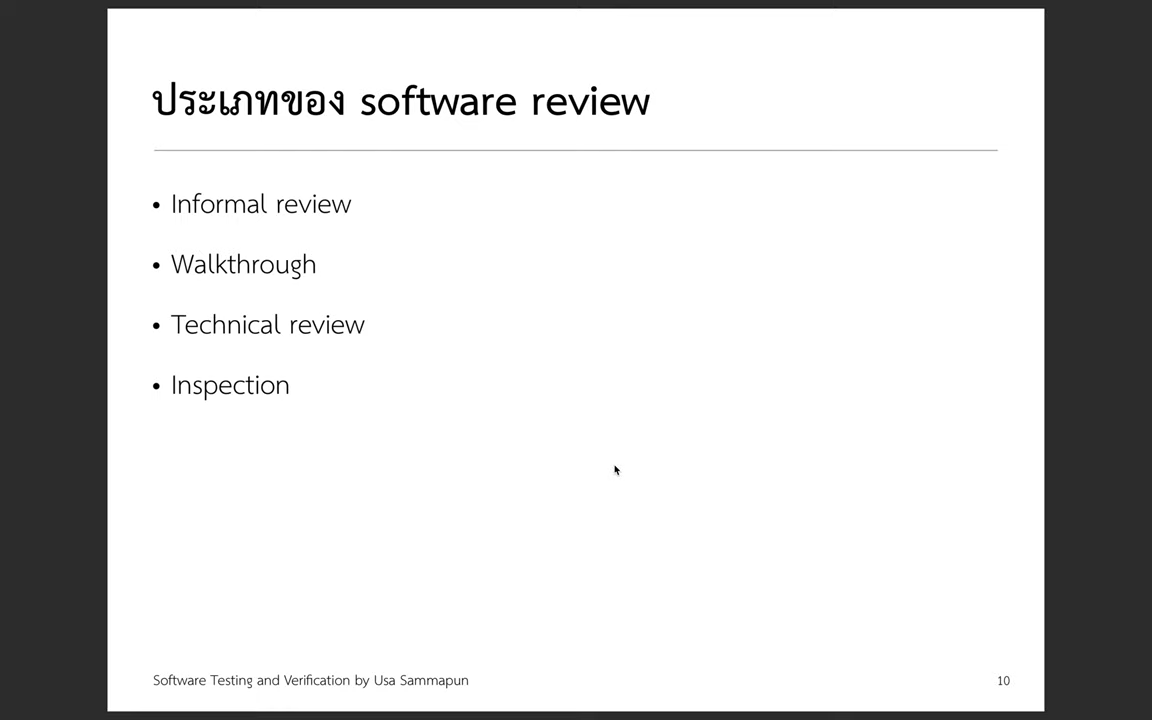 ประเภทของ software review
• Informal review
• Walkthrough
• Technical review
• Inspection
Software Testing and Verification by Usa Sammapun
10